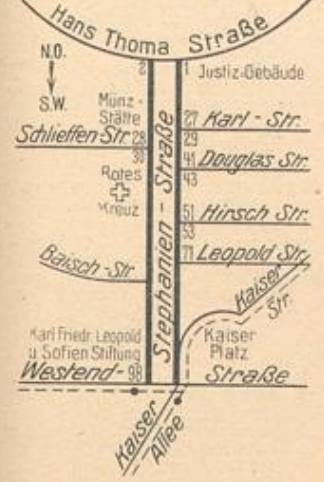 Hans Thoma Straße
N.O.
S.W.
2
1
Justiz-Gebäude
Münz-
Stätte
27
Karl-Str.
Schlieffen-Str.
28
29
30
41
Douglas Str.
43
Rotes
Kreuz
51
Hirsch Str.
53
71
Leopold Str.
Stephanien-Straße
Baisch-Str.
Kaiser
Str.
Karl Friedr. Leopold
u Sofien Stiftung
Kaiser
Platz
Westend-
98
Straße
Kaiser
Allee